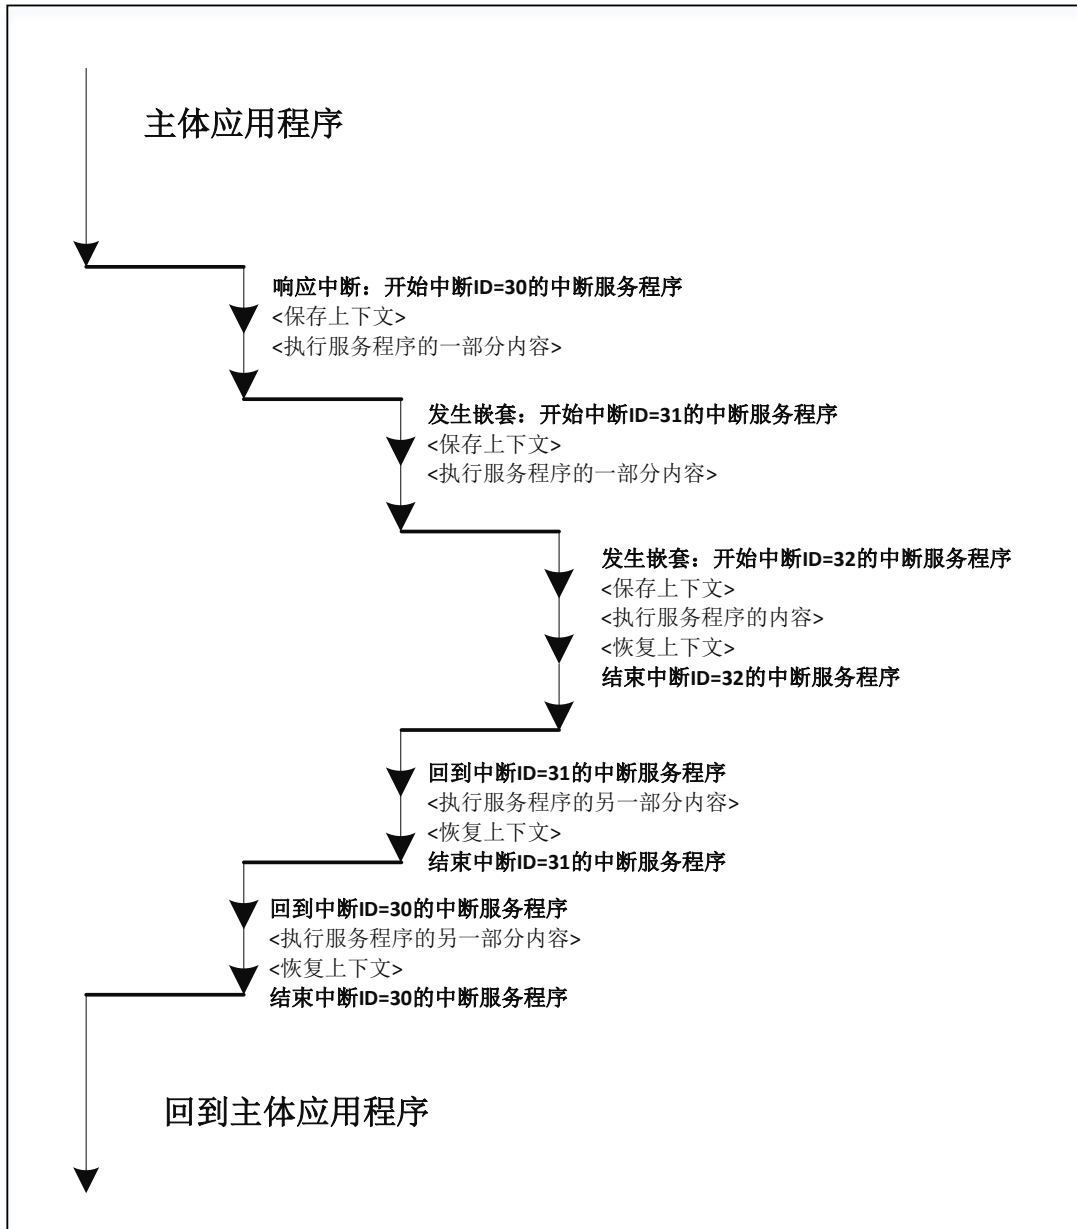 主体应用程序
响应中断：开始中断ID=30的中断服务程序
<保存上下文>
<执行服务程序的一部分内容>
发生嵌套：开始中断ID=31的中断服务程序
<保存上下文>
<执行服务程序的一部分内容>
发生嵌套：开始中断ID=32的中断服务程序
<保存上下文>
<执行服务程序的内容>
<恢复上下文>
结束中断ID=32的中断服务程序
回到中断ID=31的中断服务程序
<执行服务程序的另一部分内容>
<恢复上下文>
结束中断ID=31的中断服务程序
回到中断ID=30的中断服务程序
<执行服务程序的另一部分内容>
<恢复上下文>
结束中断ID=30的中断服务程序
回到主体应用程序